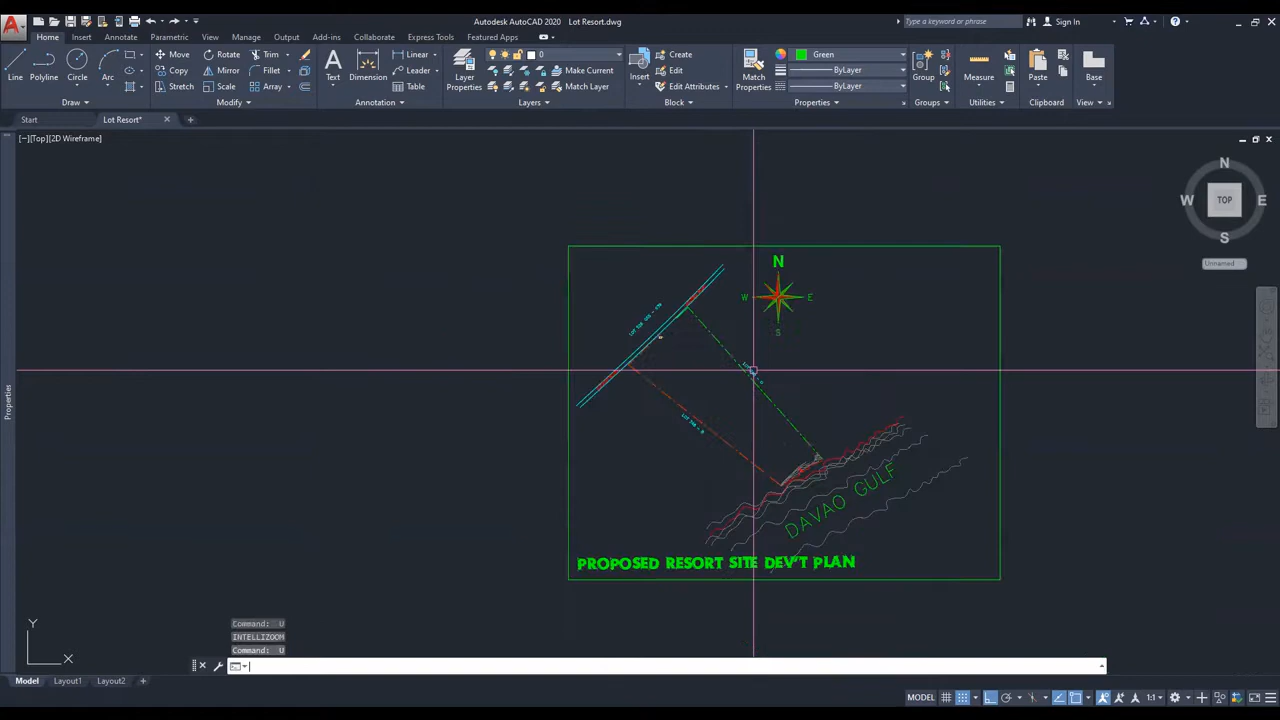 Autodesk AutoCAD 2020 Lot Resort.dwg
Type a keyword or phrase
Sign In
Home Insert Annotate Parametric View Manage Output Add-ins Collaborate Express Tools Featured Apps
Line Polyline Circle Arc
Move Rotate Trim
Copy Mirror Fillet
Stretch Scale Array
Text Dimension
Linear
Leader
Table
Layer Properties
0
Make Current
Match Layer
Insert
Create
Edit
Edit Attributes
Match Properties
Green
ByLayer
ByLayer
Group
Measure
Paste
Base
Draw Modify Annotation Layers Block Properties Groups Utilities Clipboard View
Start Lot Resort*
[−][Top][2D Wireframe]
N
W TOP E
S
Unnamed
Properties
N
W E
S
DAVAO GULF
PROPOSED RESORT SITE DEV'T PLAN
Y
X
Command: U
INTELLIZOOM
Command: U
Model Layout1 Layout2
MODEL
1:1